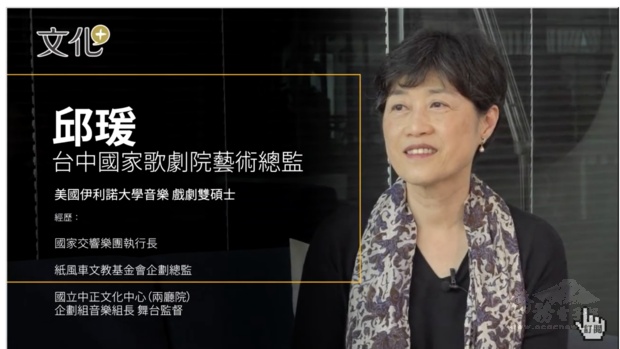 文化+
邱瑗
台中國家歌劇院藝術總監
美國伊利諾大學音樂 戲劇雙碩士
經歷：
國家交響樂團執行長
紙風車文教基金會企劃總監
國立中正文化中心(兩廳院)
企劃組音樂組長 舞台監督
訂閱